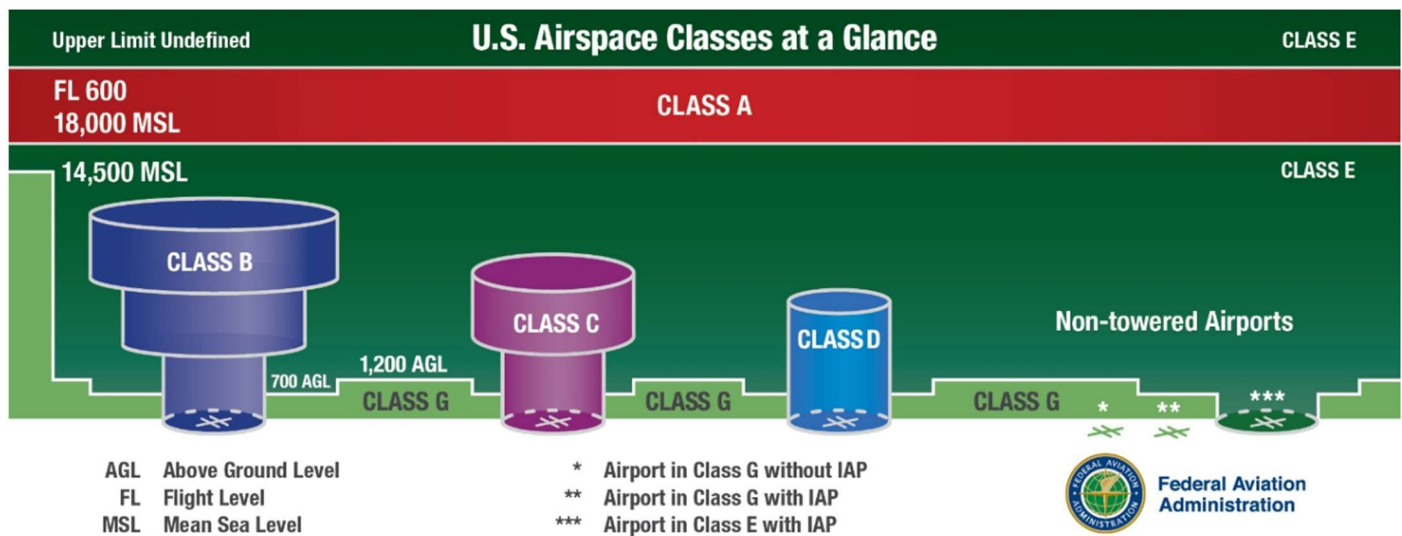 Upper Limit Undefined
U.S. Airspace Classes at a Glance
CLASS E
FL 600
18,000 MSL
CLASS A
14,500 MSL
CLASS E
CLASS B
CLASS C
CLASS D
Non-towered Airports
700 AGL
1,200 AGL
CLASS G
CLASS G
CLASS G
*
**
***
AGL Above Ground Level
FL Flight Level
MSL Mean Sea Level
* Airport in Class G without IAP
** Airport in Class G with IAP
*** Airport in Class E with IAP
FEDERAL AVIATION
ADMINISTRATION
Federal Aviation
Administration